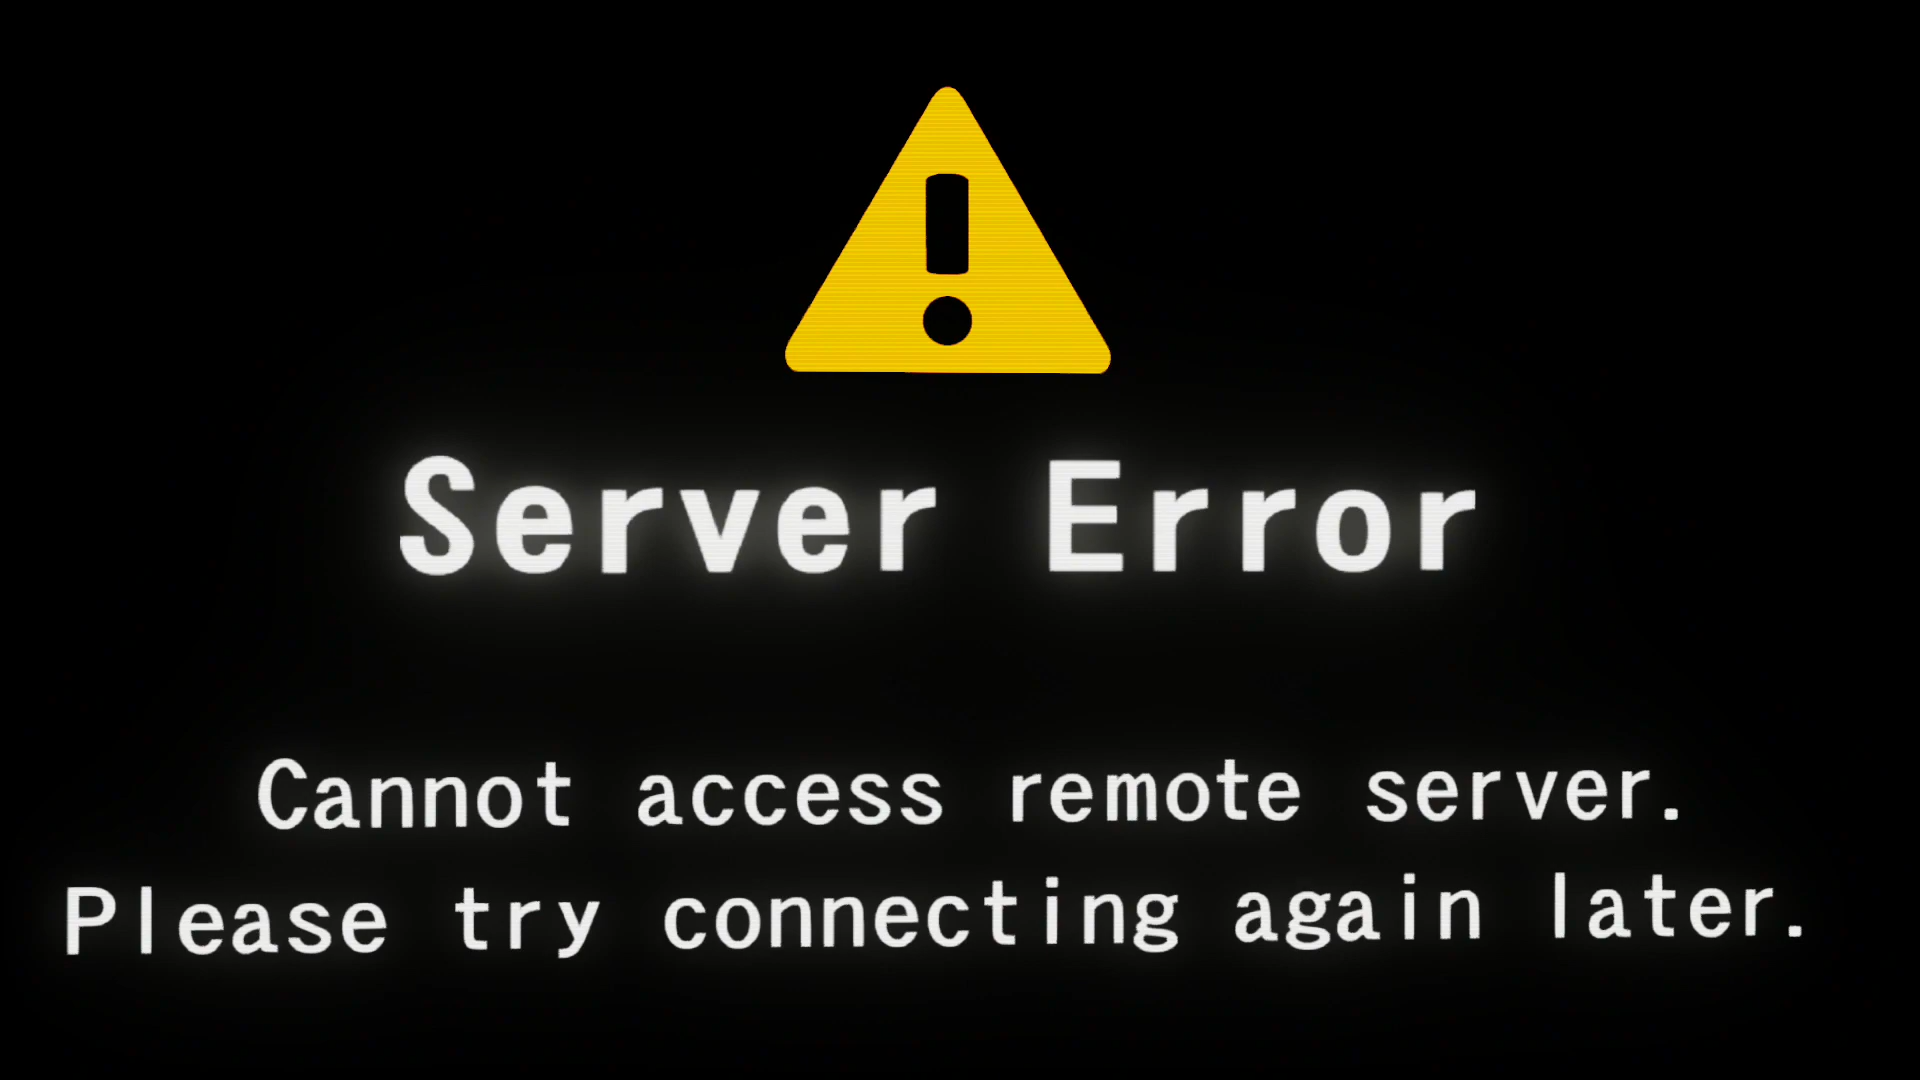 Server Error
Cannot access remote server.
Please try connecting again later.